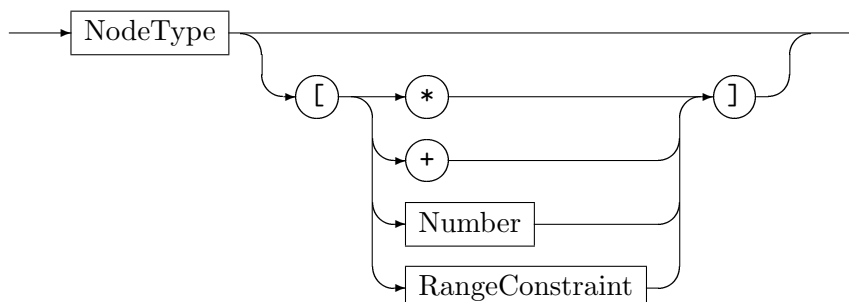 NodeType
[ * ]
+
Number
RangeConstraint